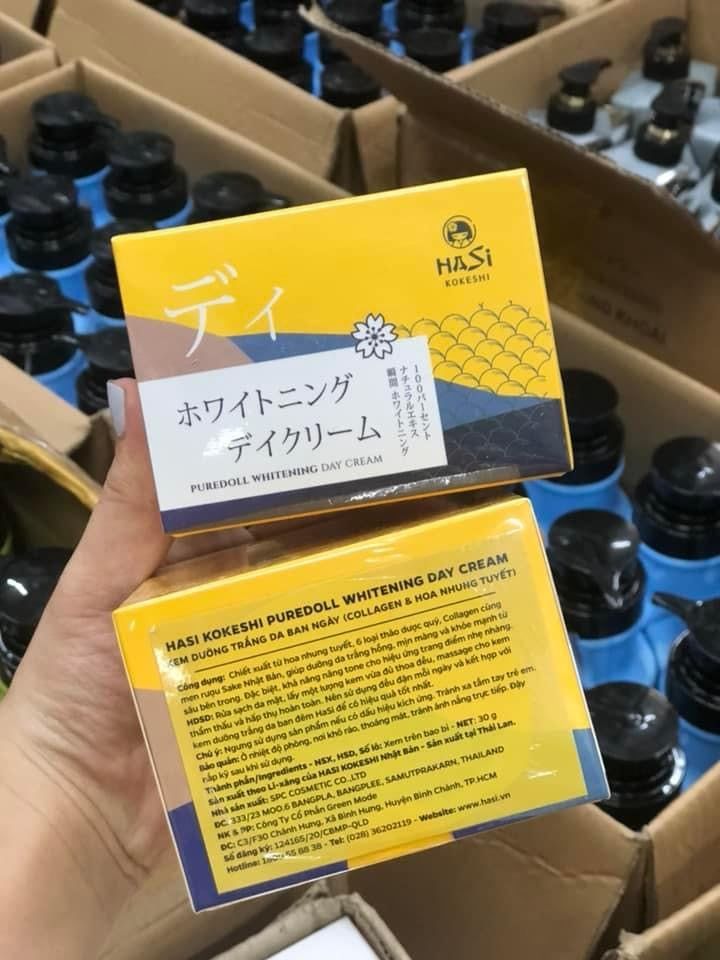 ディ
HASi
KOKESHI
ホワイトニング
デイクリーム
PUREDOLL WHITENING DAY CREAM
100パーセント
ナチュラルエキス
瞬間 ホワイトニング
HASI KOKESHI PUREDOLL WHITENING DAY CREAM
KEM DƯỠNG TRẮNG DA BAN NGÀY (COLLAGEN & HOA NHUNG TUYẾT)
Công dụng: Chiết xuất từ hoa nhung tuyết, 6 loại thảo dược quý, Collagen cùng
men rượu Sake Nhật Bản, giúp dưỡng da trắng hồng, mịn màng và khỏe mạnh từ
sâu bên trong. Đặc biệt, khả năng nâng tone cho hiệu ứng trang điểm nhẹ nhàng.
HDSD: Rửa sạch da mặt, lấy một lượng kem vừa đủ thoa đều, massage cho kem
thẩm thấu và hấp thụ hoàn toàn. Nên sử dụng đều đặn mỗi ngày và kết hợp với
kem dưỡng trắng da ban đêm HaSi để có hiệu quả tốt nhất.
Chú ý: Ngưng sử dụng sản phẩm nếu có dấu hiệu kích ứng. Tránh xa tầm tay trẻ em.
Bảo quản: Ở nhiệt độ phòng, nơi khô ráo, thoáng mát, tránh ánh nắng trực tiếp. Đậy
nắp kỹ sau khi sử dụng.
Thành phần/Ingredients - NSX, HSD, Số lô: Xem trên bao bì - NET: 30 g
Sản xuất theo Li-xăng của HASI KOKESHI Nhật Bản - Sản xuất tại Thái Lan.
Nhà sản xuất: SPC COSMETIC CO.,LTD
ĐC: 333/23 MOO.6 BANGPLA, BANGPLEE, SAMUTPRAKARN, THAILAND
NK & PP: Công Ty Cổ Phần Green Mode
ĐC: C3/F30 Chánh Hưng, Xã Bình Hưng, Huyện Bình Chánh, TP.HCM
Số đăng ký: 124165/20/CBMP-QLD
Hotline: 1800 55 88 38 - Tel: (028) 36202119 - Website: www.hasi.vn